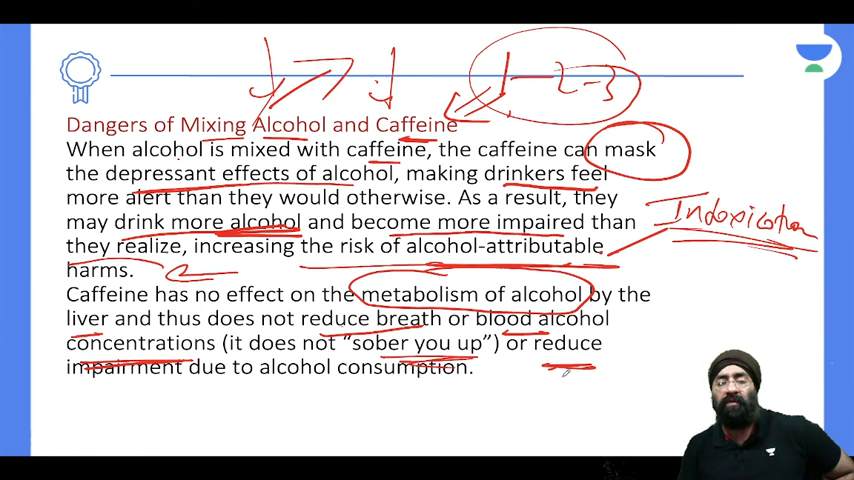 2-3
Dangers of Mixing Alcohol and Caffeine
When alcohol is mixed with caffeine, the caffeine can mask
the depressant effects of alcohol, making drinkers feel
more alert than they would otherwise. As a result, they
may drink more alcohol and become more impaired than
they realize, increasing the risk of alcohol-attributable
harms.
Indoxication
Caffeine has no effect on the metabolism of alcohol by the
liver and thus does not reduce breath or blood alcohol
concentrations (it does not “sober you up”) or reduce
impairment due to alcohol consumption.